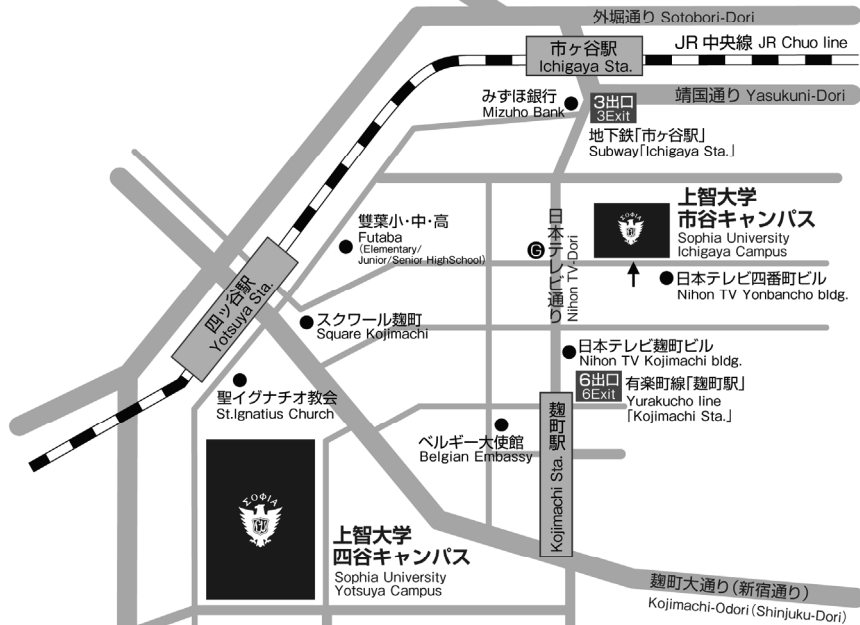 外堀通り Sotobori-Dori
市ヶ谷駅
Ichigaya Sta.
JR 中央線 JR Chuo line
みずほ銀行
Mizuho Bank
3出口
3Exit
靖国通り Yasukuni-Dori
地下鉄「市ヶ谷駅」
Subway「Ichigaya Sta.」
上智大学
市谷キャンパス
Sophia University
Ichigaya Campus
ΣΟΦΙΑ
雙葉小・中・高
Futaba
(Elementary/
Junior/Senior HighSchool)
G
日本テレビ通り
Nihon TV-Dori
日本テレビ四番町ビル
Nihon TV Yonbancho bldg.
四ッ谷駅
Yotsuya Sta.
スクワール麹町
Square Kojimachi
日本テレビ麹町ビル
Nihon TV Kojimachi bldg.
6出口
6Exit
有楽町線「麹町駅」
Yurakucho line
「Kojimachi Sta.」
聖イグナチオ教会
St.Ignatius Church
ベルギー大使館
Belgian Embassy
麹町駅
Kojimachi Sta.
ΣΟΦΙΑ
上智大学
四谷キャンパス
Sophia University
Yotsuya Campus
麹町大通り(新宿通り)
Kojimachi-Odori(Shinjuku-Dori)